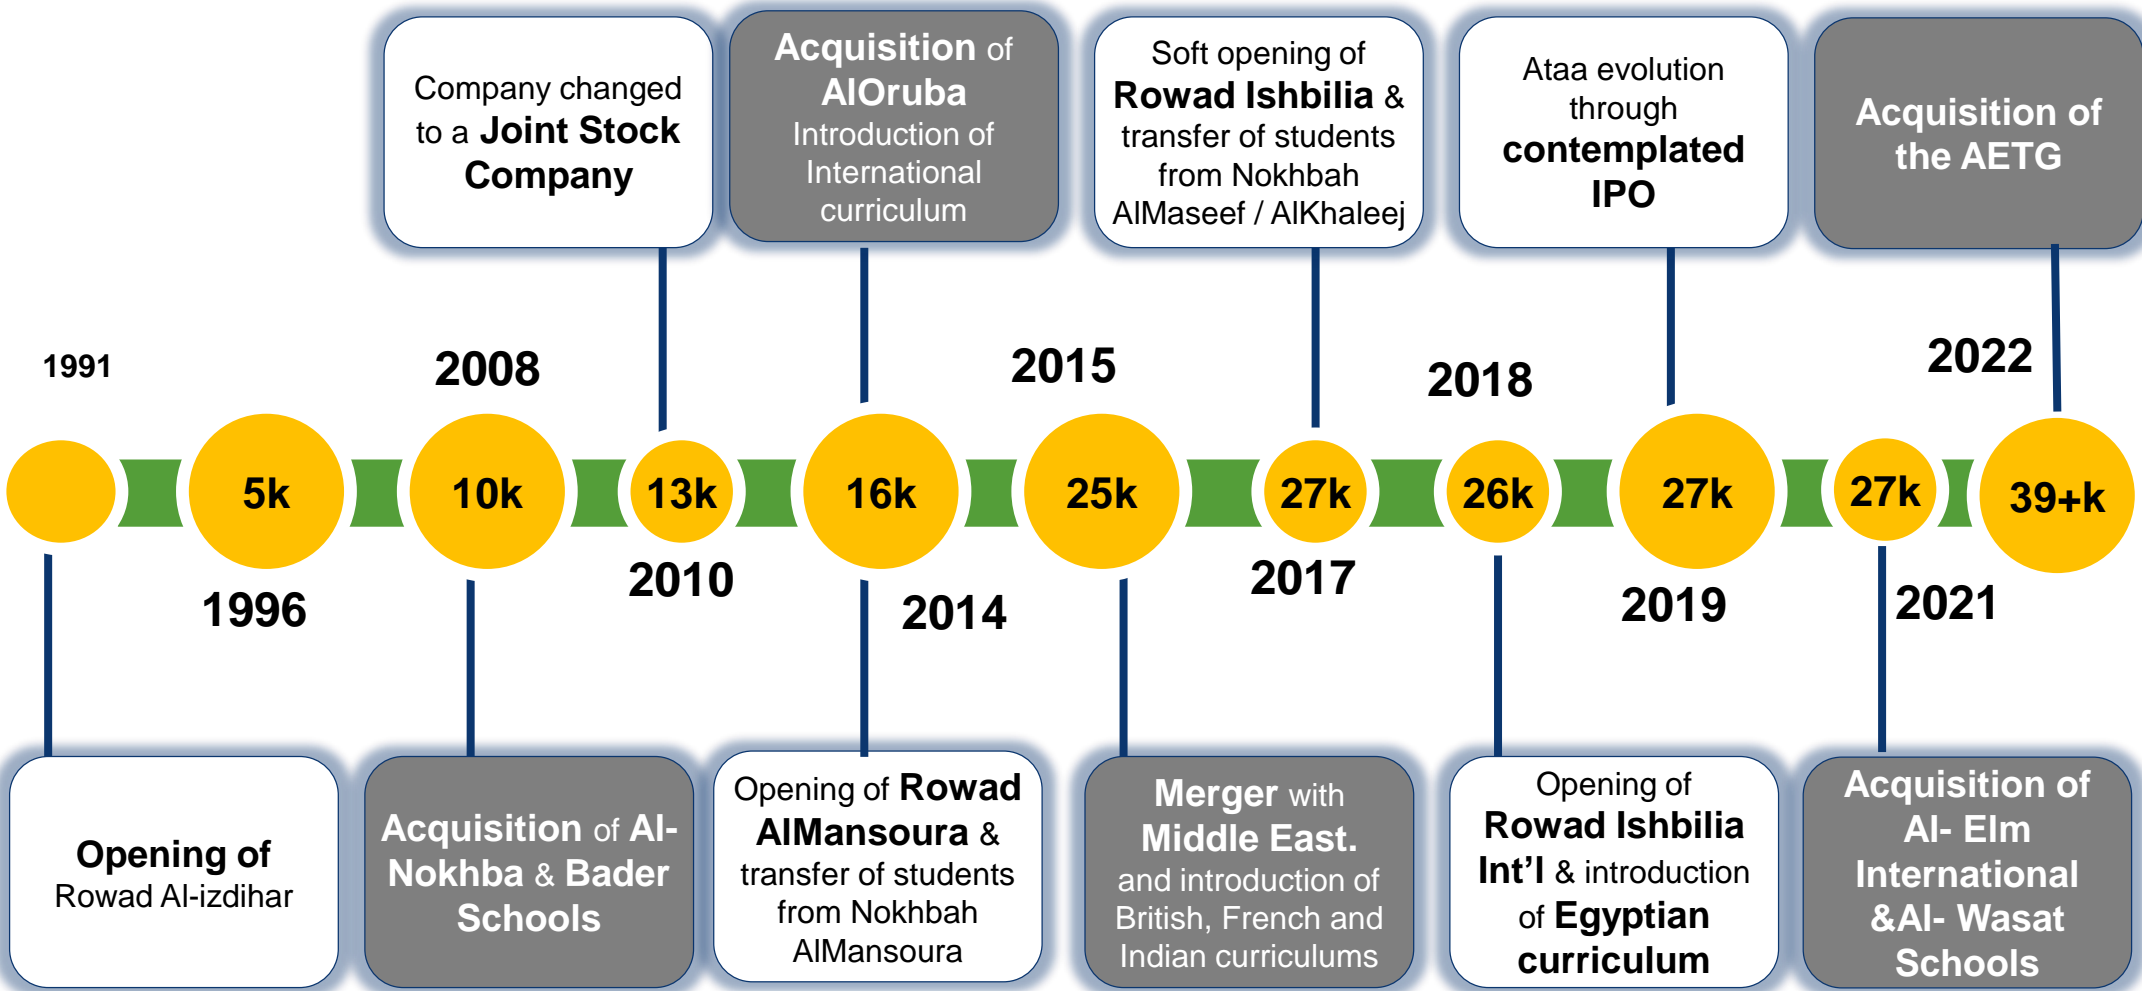 Company changed
to a Joint Stock
Company
Acquisition of
AlOruba
Introduction of
International
curriculum
Soft opening of
Rowad Ishbilia &
transfer of students
from Nokhbah
AlMaseef / AlKhaleej
Ataa evolution
through
contemplated
IPO
Acquisition of
the AETG
1991
2008
2015
2018
2022
5k
10k
13k
16k
25k
27k
26k
27k
27k
39+k
1996
2010
2014
2017
2019
2021
Opening of
Rowad Al-izdihar
Acquisition of Al-
Nokhba & Bader
Schools
Opening of Rowad
AlMansoura &
transfer of students
from Nokhbah
AlMansoura
Merger with
Middle East.
and introduction of
British, French and
Indian curriculums
Opening of
Rowad Ishbilia
Int’l & introduction
of Egyptian
curriculum
Acquisition of
Al- Elm
International
&Al- Wasat
Schools